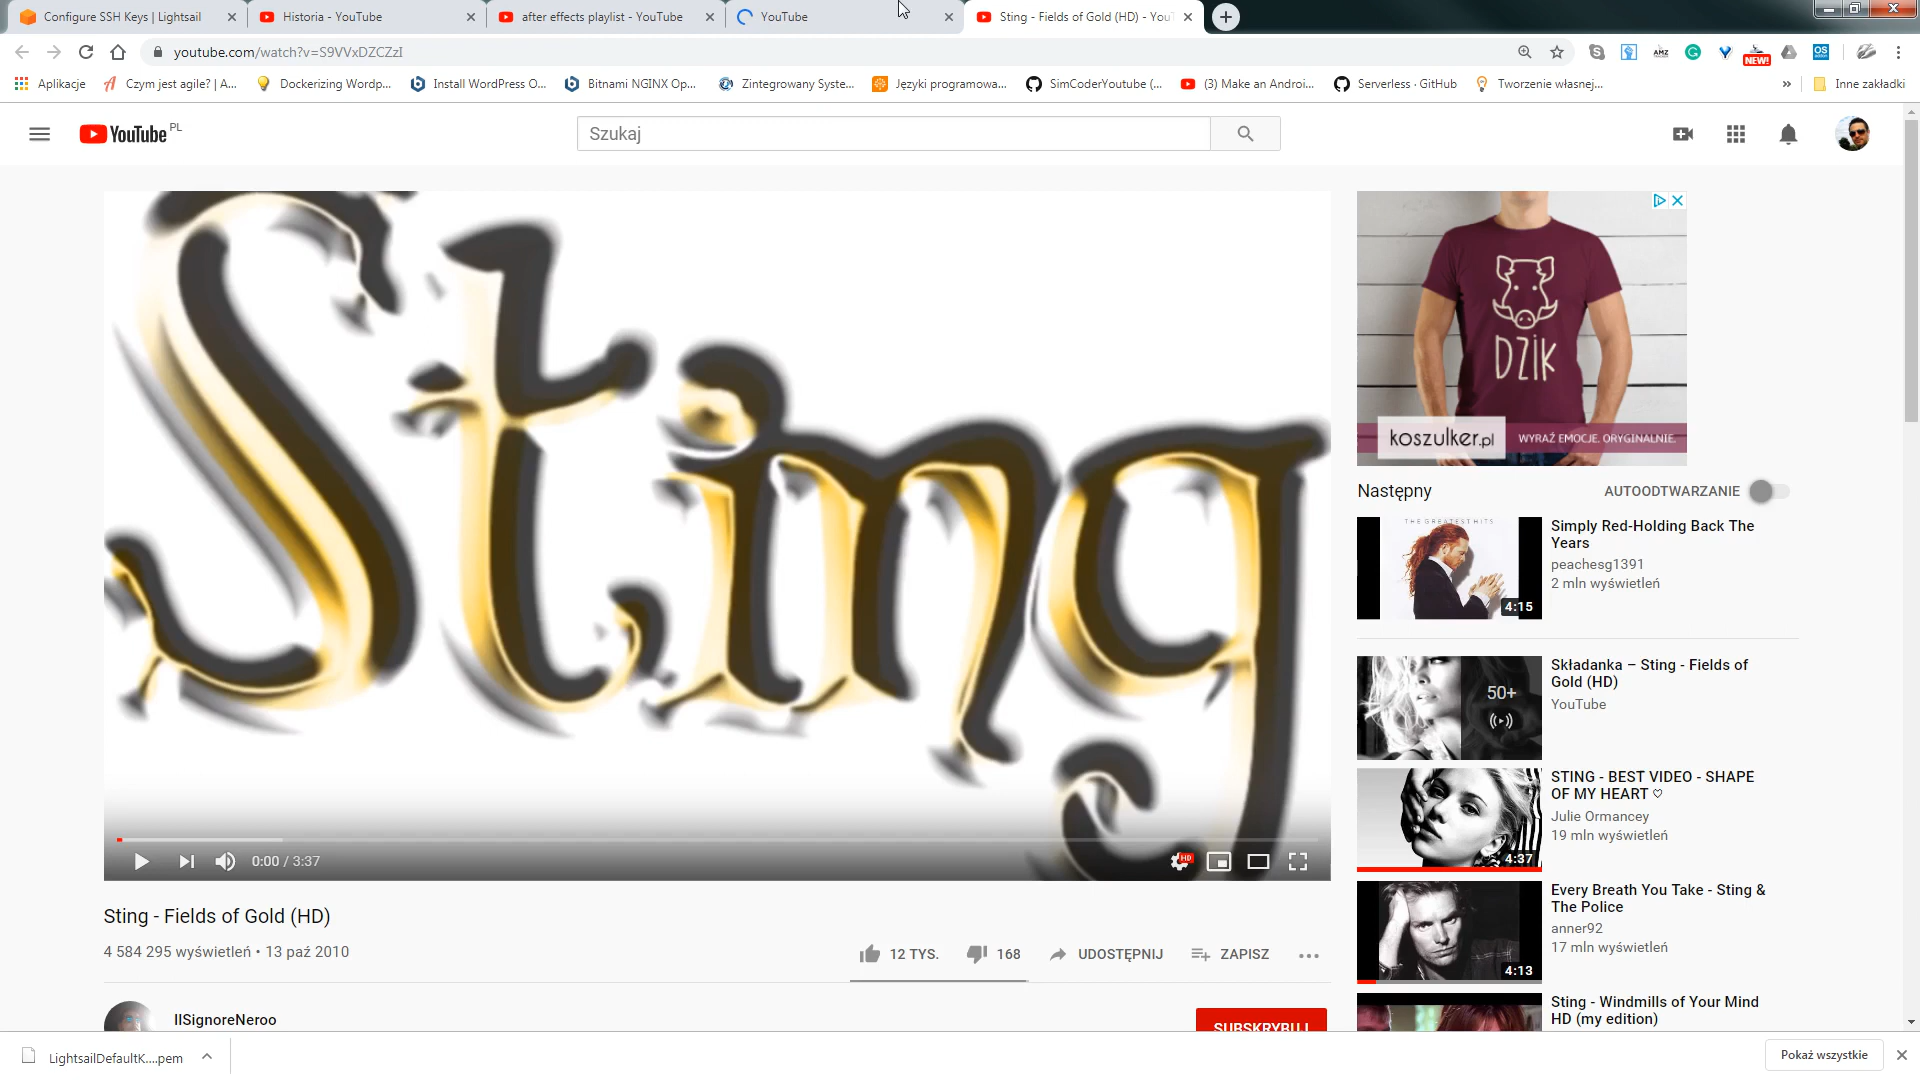 Configure SSH Keys | Lightsail
Historia - YouTube
after effects playlist - YouTube
YouTube
Sting - Fields of Gold (HD) - YouT
youtube.com/watch?v=S9VVxDZCZzI
AMZ
NEW!
OS
Aplikacje
Czym jest agile? | A...
Dockerizing Wordp...
Install WordPress O...
Bitnami NGINX Op...
Zintegrowany Syste...
Języki programowa...
SimCoderYoutube (...
(3) Make an Androi...
Serverless · GitHub
Tworzenie własnej...
»
Inne zakładki
YouTube PL
Szukaj
Sting
DZIK
koszulker.pl
WYRAŹ EMOCJE. ORYGINALNIE.
Następny
AUTOODTWARZANIE
THE GREATEST HITS
4:15
Simply Red-Holding Back The
Years
peachesg1391
2 mln wyświetleń
50+
Składanka – Sting - Fields of
Gold (HD)
YouTube
4:37
STING - BEST VIDEO - SHAPE
OF MY HEART ♡
Julie Ormancey
19 mln wyświetleń
4:13
Every Breath You Take - Sting &
The Police
anner92
17 mln wyświetleń
Sting - Windmills of Your Mind
HD (my edition)
0:00 / 3:37
HD
Sting - Fields of Gold (HD)
4 584 295 wyświetleń • 13 paź 2010
12 TYS.
168
UDOSTĘPNIJ
ZAPISZ
IlSignoreNeroo
SUBSKRYBUJ
LightsailDefaultK....pem
Pokaż wszystkie